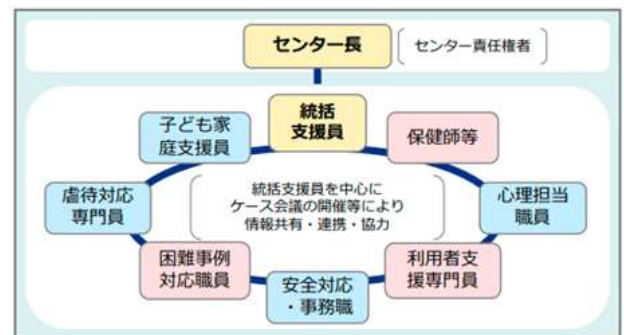 センター長
センター責任権者
統括
支援員
子ども家
庭支援員
保健師等
虐待対応
専門員
統括支援員を中心に
ケース会議の開催等により
情報共有・連携・協力
心理担当
職員
困難事例
対応職員
利用者支
援専門員
安全対応
・事務職